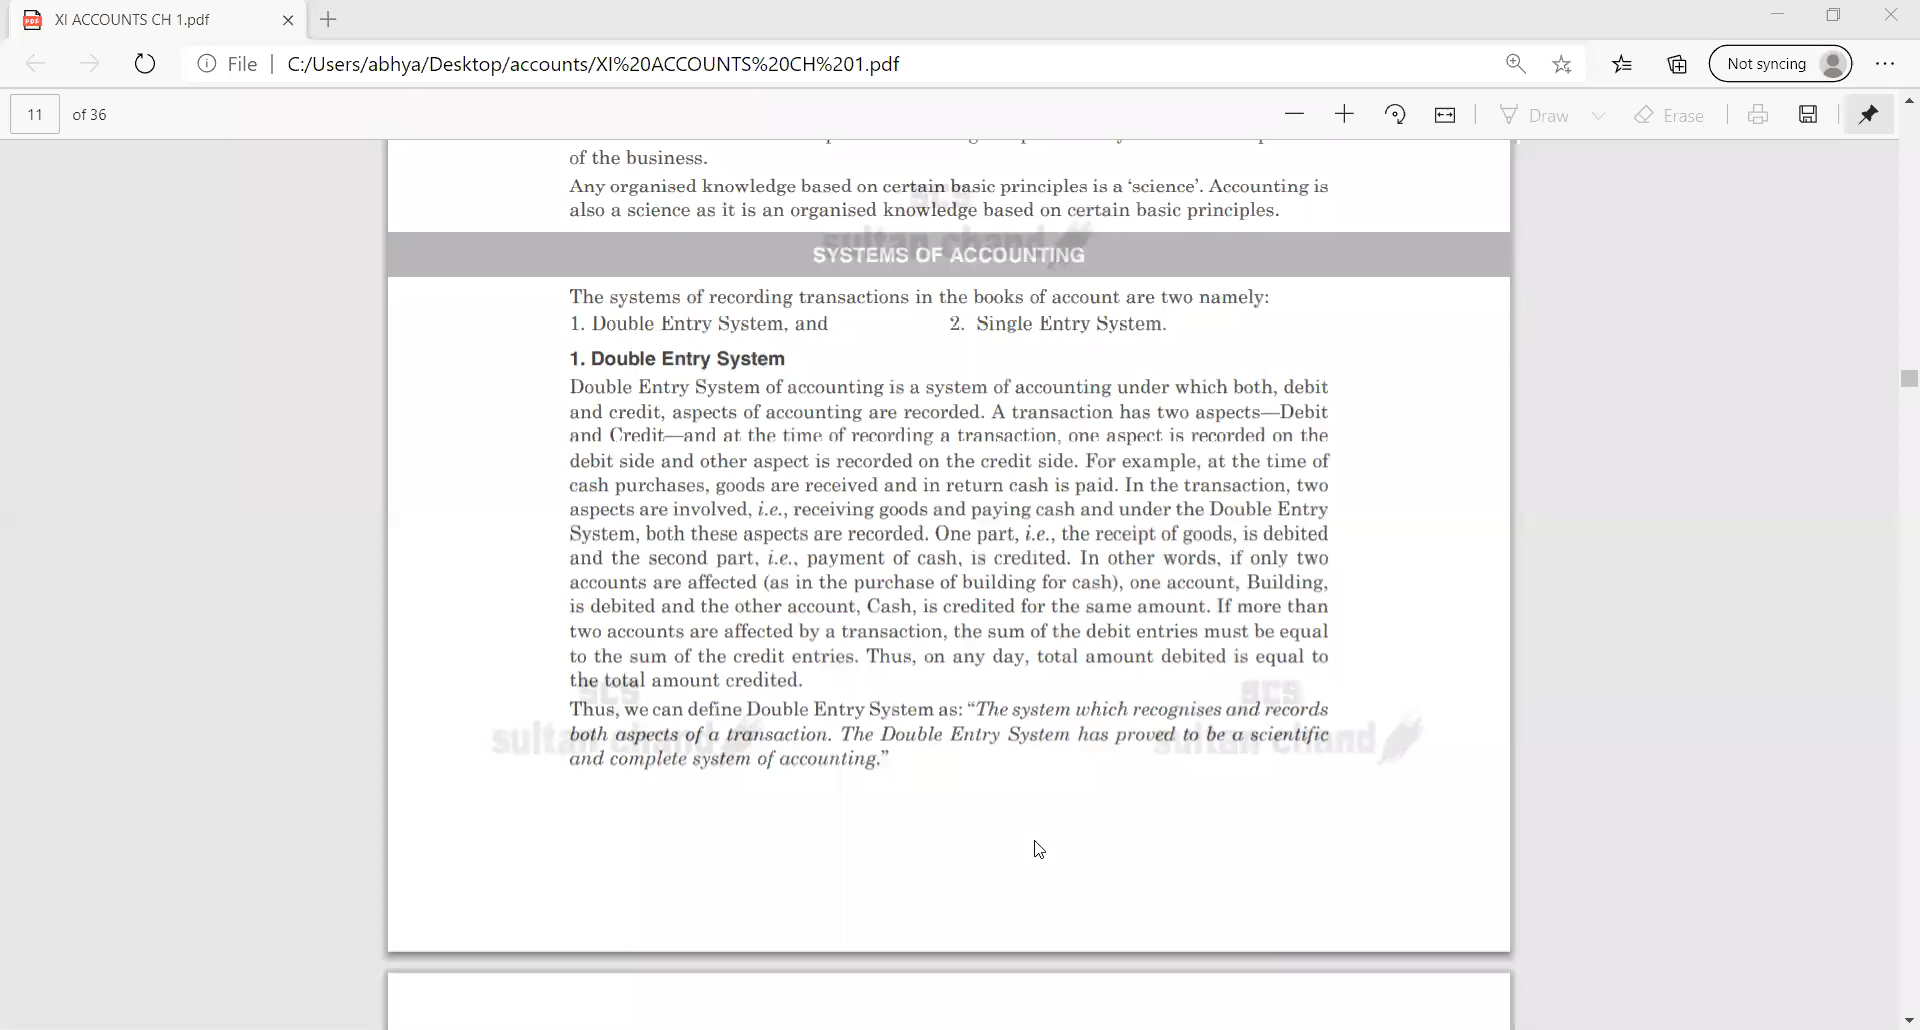 XI ACCOUNTS CH 1.pdf
File
C:/Users/abhya/Desktop/accounts/XI%20ACCOUNTS%20CH%201.pdf
Not syncing
11 of 36
Draw
Erase
of the business.
Any organised knowledge based on certain basic principles is a ‘science’. Accounting is
also a science as it is an organised knowledge based on certain basic principles.
scs
sultan chand
SYSTEMS OF ACCOUNTING
The systems of recording transactions in the books of account are two namely:
1. Double Entry System, and 2. Single Entry System.
1. Double Entry System
Double Entry System of accounting is a system of accounting under which both, debit
and credit, aspects of accounting are recorded. A transaction has two aspects—Debit
and Credit—and at the time of recording a transaction, one aspect is recorded on the
debit side and other aspect is recorded on the credit side. For example, at the time of
cash purchases, goods are received and in return cash is paid. In the transaction, two
aspects are involved, i.e., receiving goods and paying cash and under the Double Entry
System, both these aspects are recorded. One part, i.e., the receipt of goods, is debited
and the second part, i.e., payment of cash, is credited. In other words, if only two
accounts are affected (as in the purchase of building for cash), one account, Building,
is debited and the other account, Cash, is credited for the same amount. If more than
two accounts are affected by a transaction, the sum of the debit entries must be equal
to the sum of the credit entries. Thus, on any day, total amount debited is equal to
the total amount credited.
scs
scs
Thus, we can define Double Entry System as: “The system which recognises and records
both aspects of a transaction. The Double Entry System has proved to be a scientific
sultan chand
sultan chand
and complete system of accounting.”